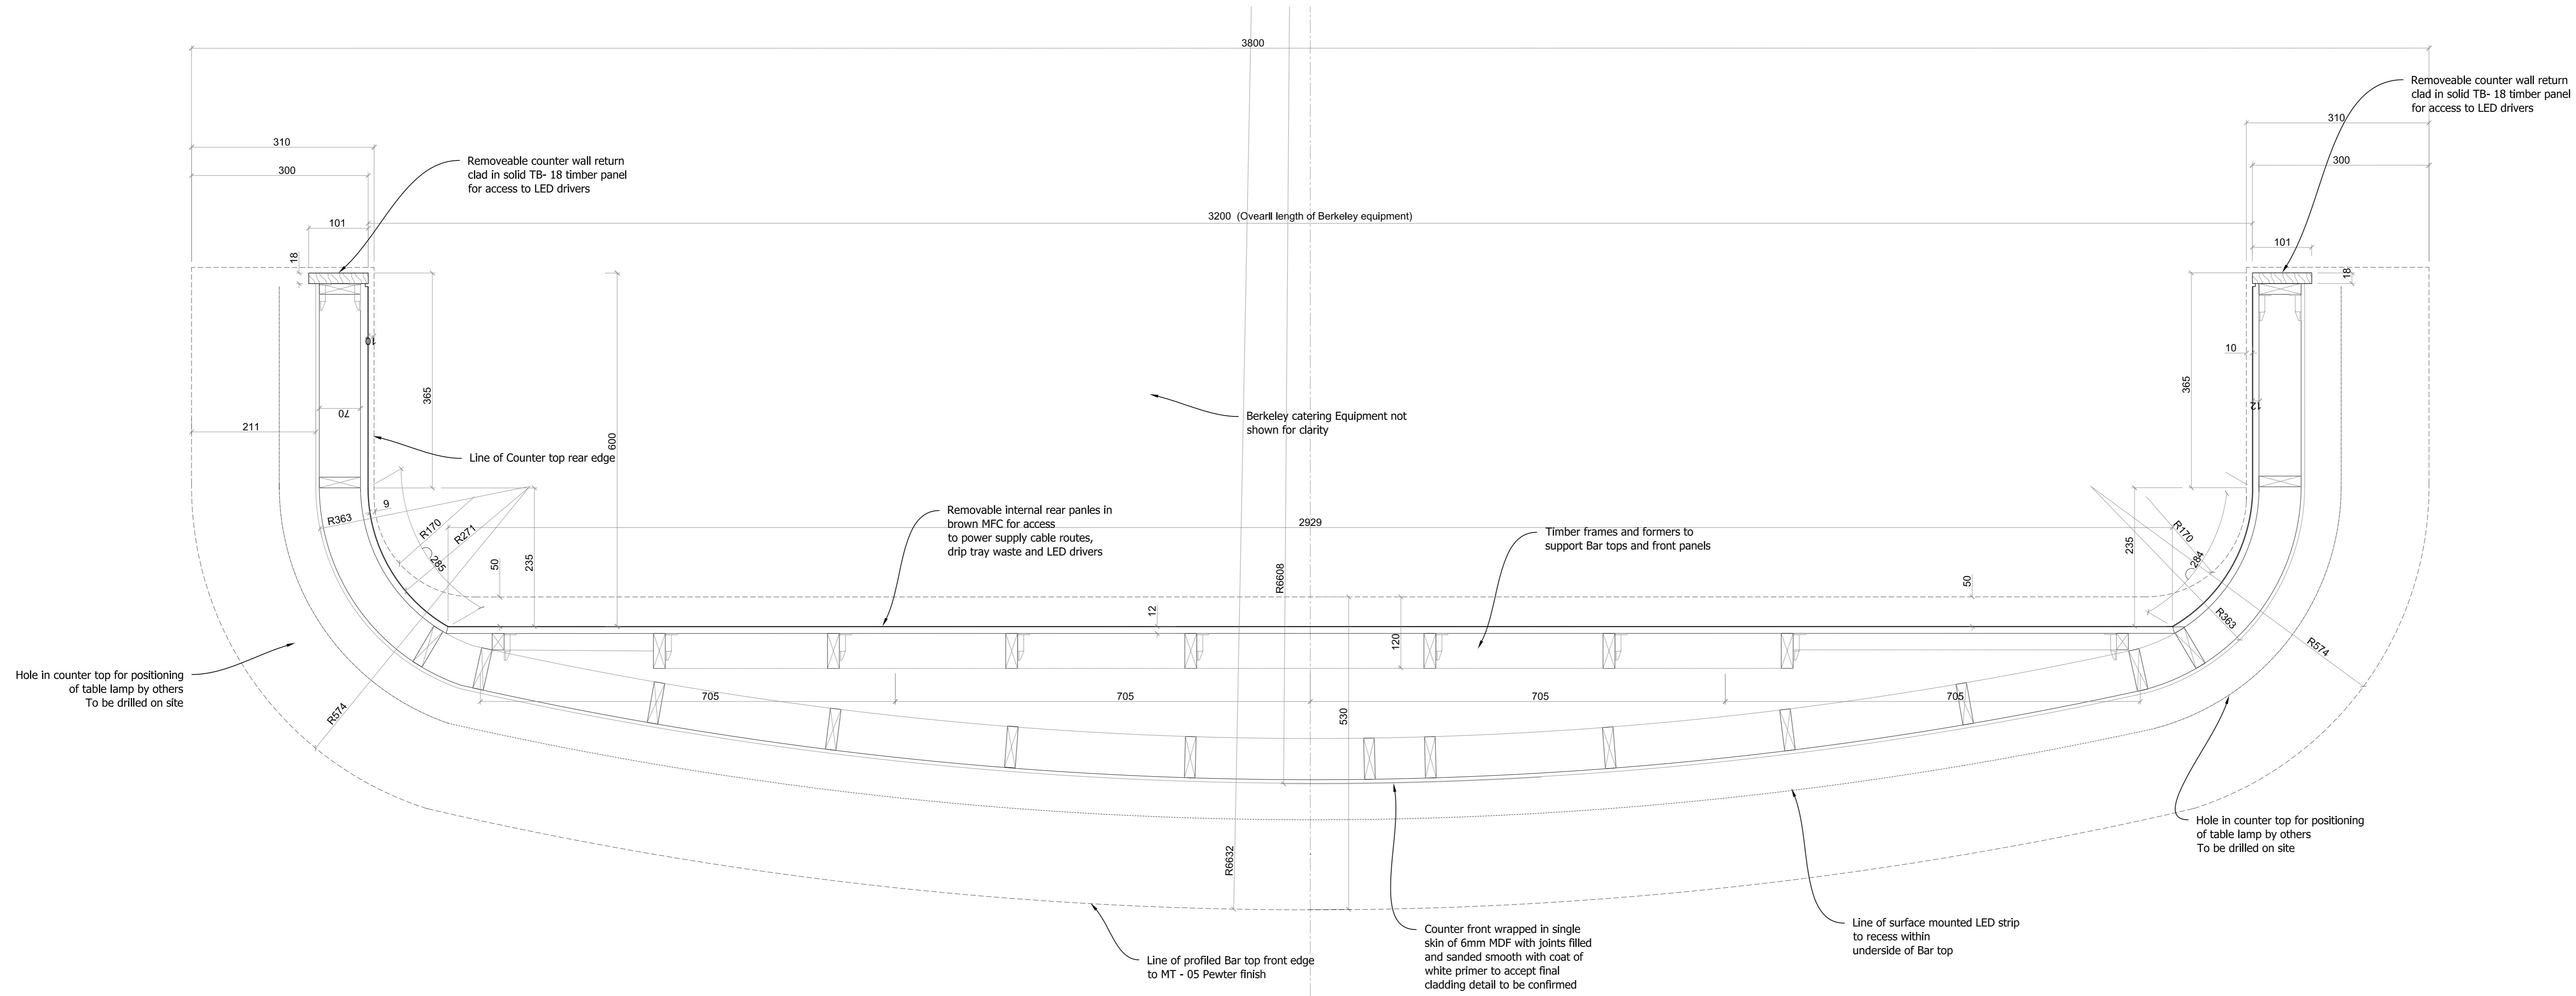 3800
Removeable counter wall return
clad in solid TB- 18 timber panel
for access to LED drivers
310
310
Removeable counter wall return
clad in solid TB- 18 timber panel
for access to LED drivers
300
300
3200 (Ovearll length of Berkeley equipment)
101
101
18
18
10
10
365
365
70
12
211
600
Berkeley catering Equipment not
shown for clarity
Line of Counter top rear edge
9
R363
R170
R271
285
50
235
Removable internal rear panles in
brown MFC for access
to power supply cable routes,
drip tray waste and LED drivers
2929
Timber frames and formers to
support Bar tops and front panels
R6608
12
120
50
235
R170
284
R363
R574
Hole in counter top for positioning
of table lamp by others
To be drilled on site
R574
705
705
705
705
530
R6632
Hole in counter top for positioning
of table lamp by others
To be drilled on site
Line of profiled Bar top front edge
to MT - 05 Pewter finish
Counter front wrapped in single
skin of 6mm MDF with joints filled
and sanded smooth with coat of
white primer to accept final
cladding detail to be confirmed
Line of surface mounted LED strip
to recess within
underside of Bar top